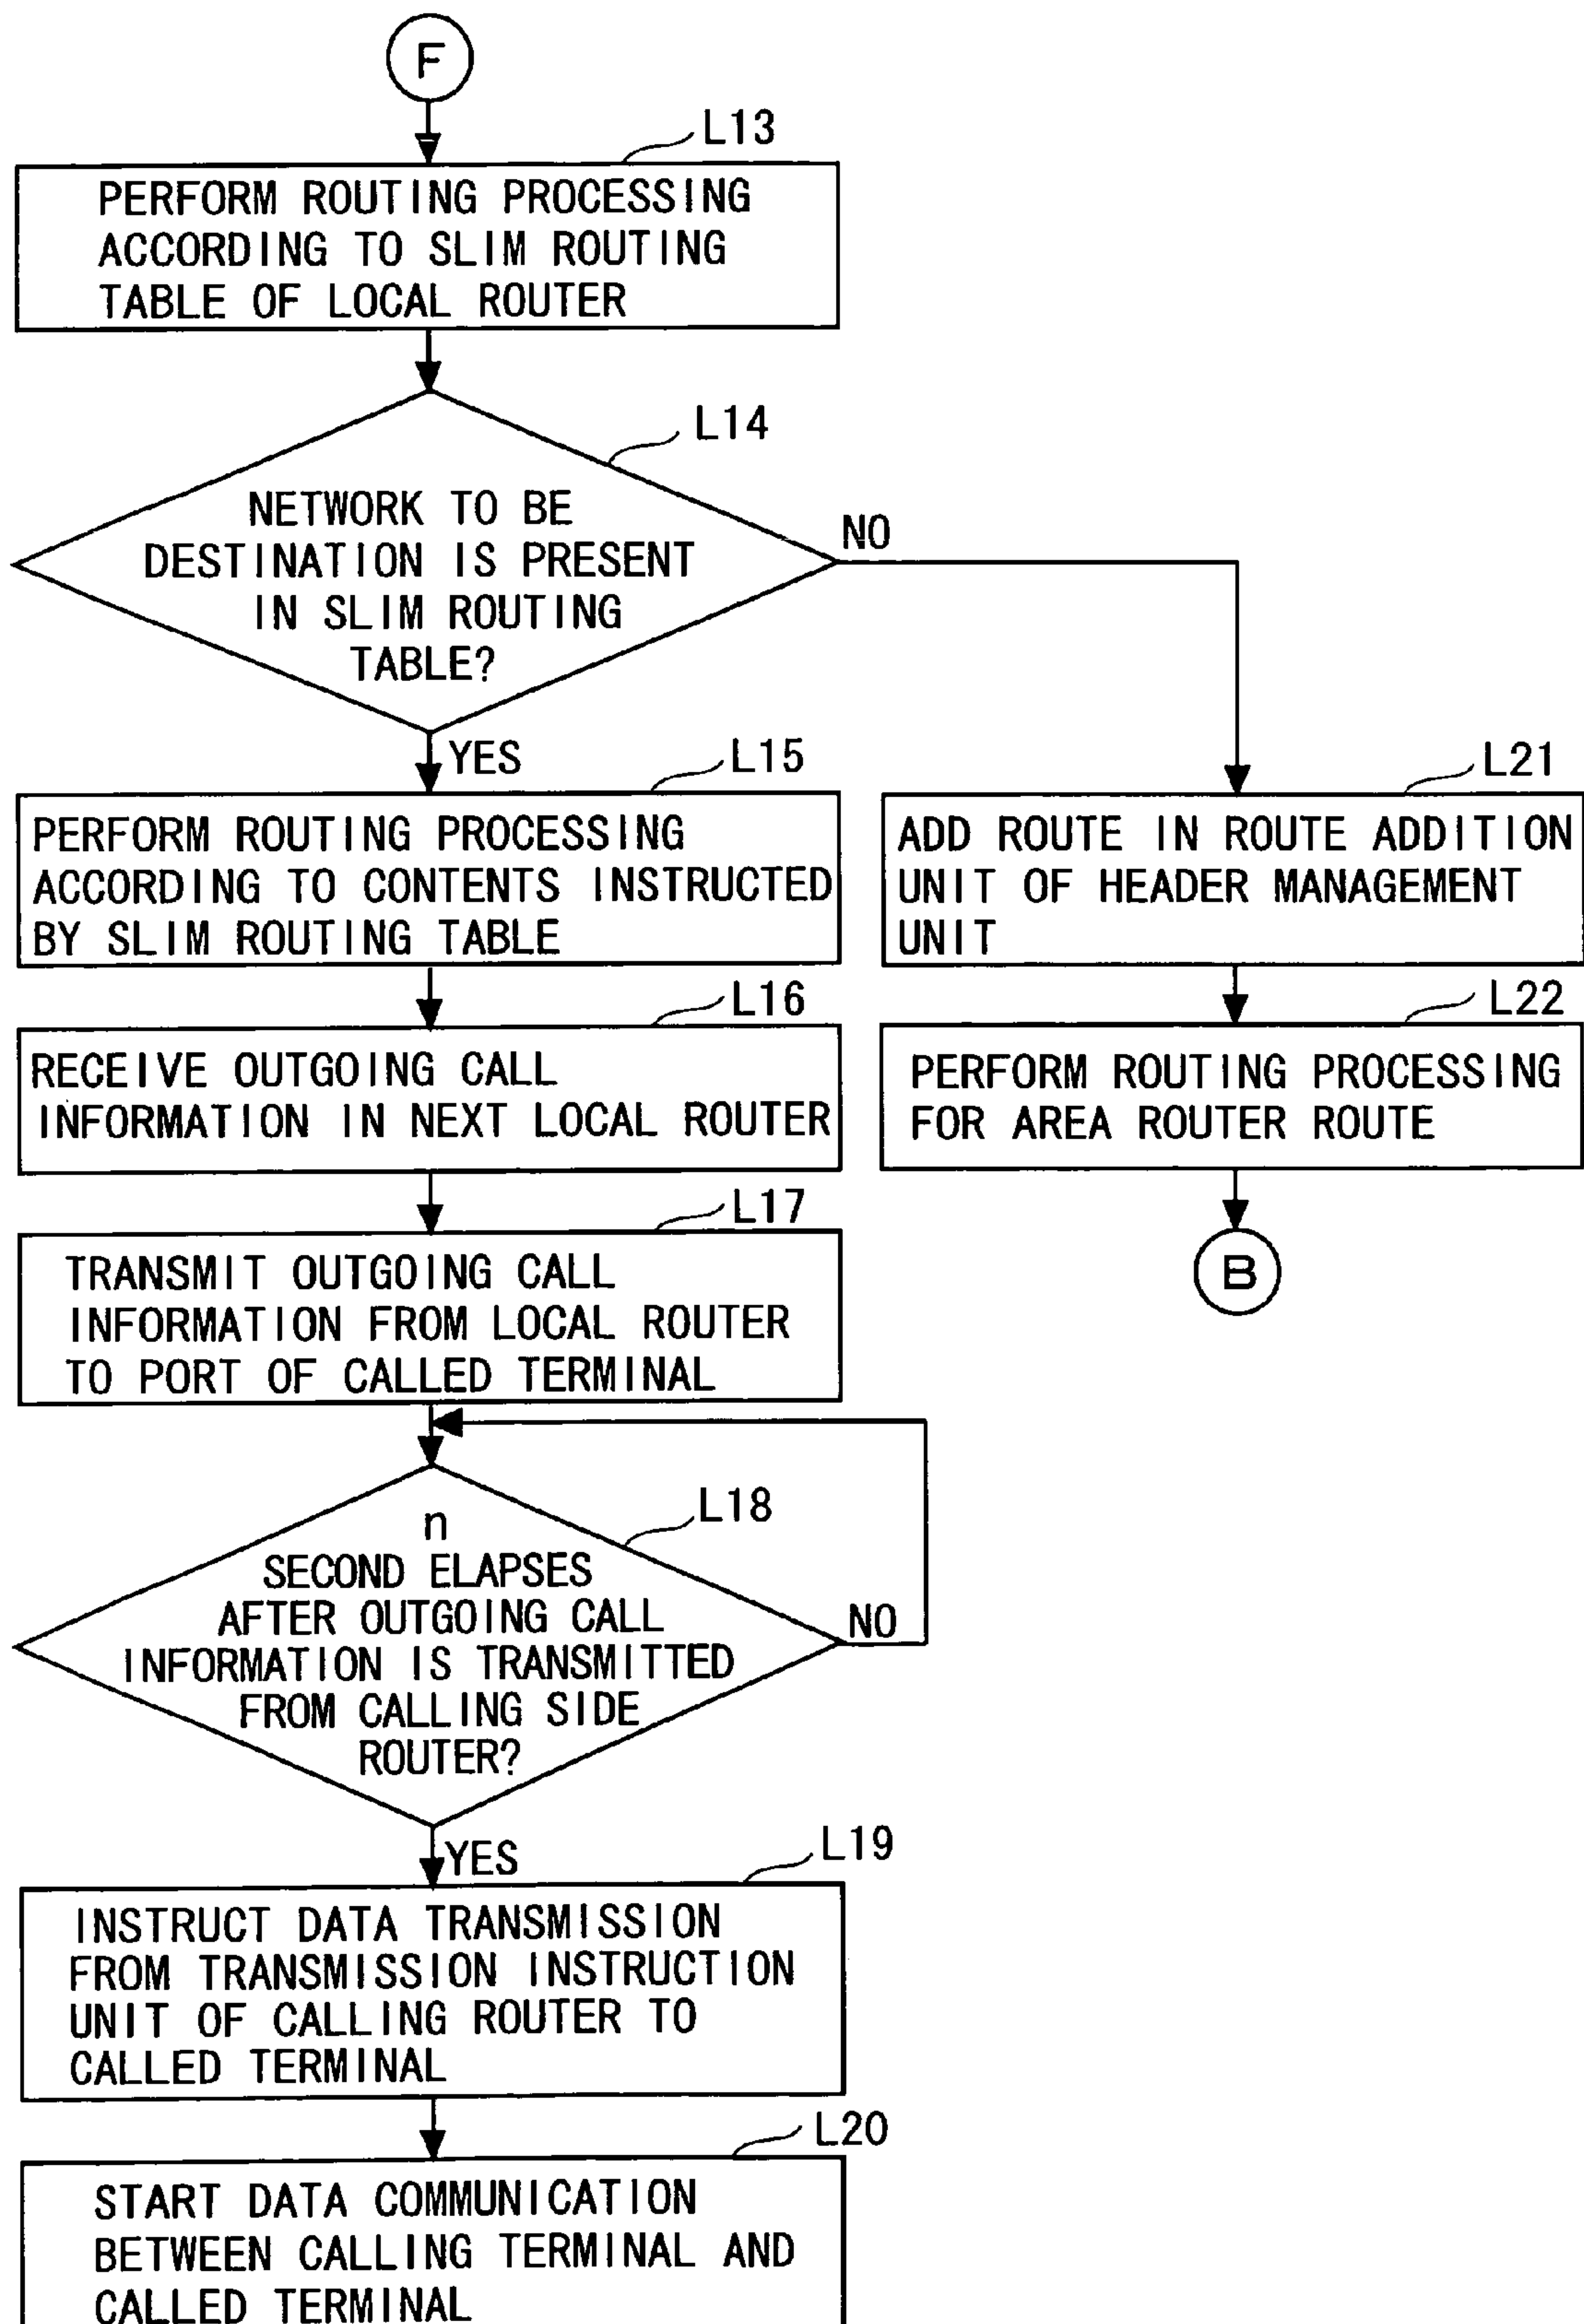 F
L13
PERFORM ROUTING PROCESSING
ACCORDING TO SLIM ROUTING
TABLE OF LOCAL ROUTER
L14
NETWORK TO BE
DESTINATION IS PRESENT
IN SLIM ROUTING
TABLE?
NO
YES
L15
PERFORM ROUTING PROCESSING
ACCORDING TO CONTENTS INSTRUCTED
BY SLIM ROUTING TABLE
L21
ADD ROUTE IN ROUTE ADDITION
UNIT OF HEADER MANAGEMENT
UNIT
L16
RECEIVE OUTGOING CALL
INFORMATION IN NEXT LOCAL ROUTER
L22
PERFORM ROUTING PROCESSING
FOR AREA ROUTER ROUTE
B
L17
TRANSMIT OUTGOING CALL
INFORMATION FROM LOCAL ROUTER
TO PORT OF CALLED TERMINAL
L18
n
SECOND ELAPSES
AFTER OUTGOING CALL
INFORMATION IS TRANSMITTED
FROM CALLING SIDE
ROUTER?
NO
YES
L19
INSTRUCT DATA TRANSMISSION
FROM TRANSMISSION INSTRUCTION
UNIT OF CALLING ROUTER TO
CALLED TERMINAL
L20
START DATA COMMUNICATION
BETWEEN CALLING TERMINAL AND
CALLED TERMINAL